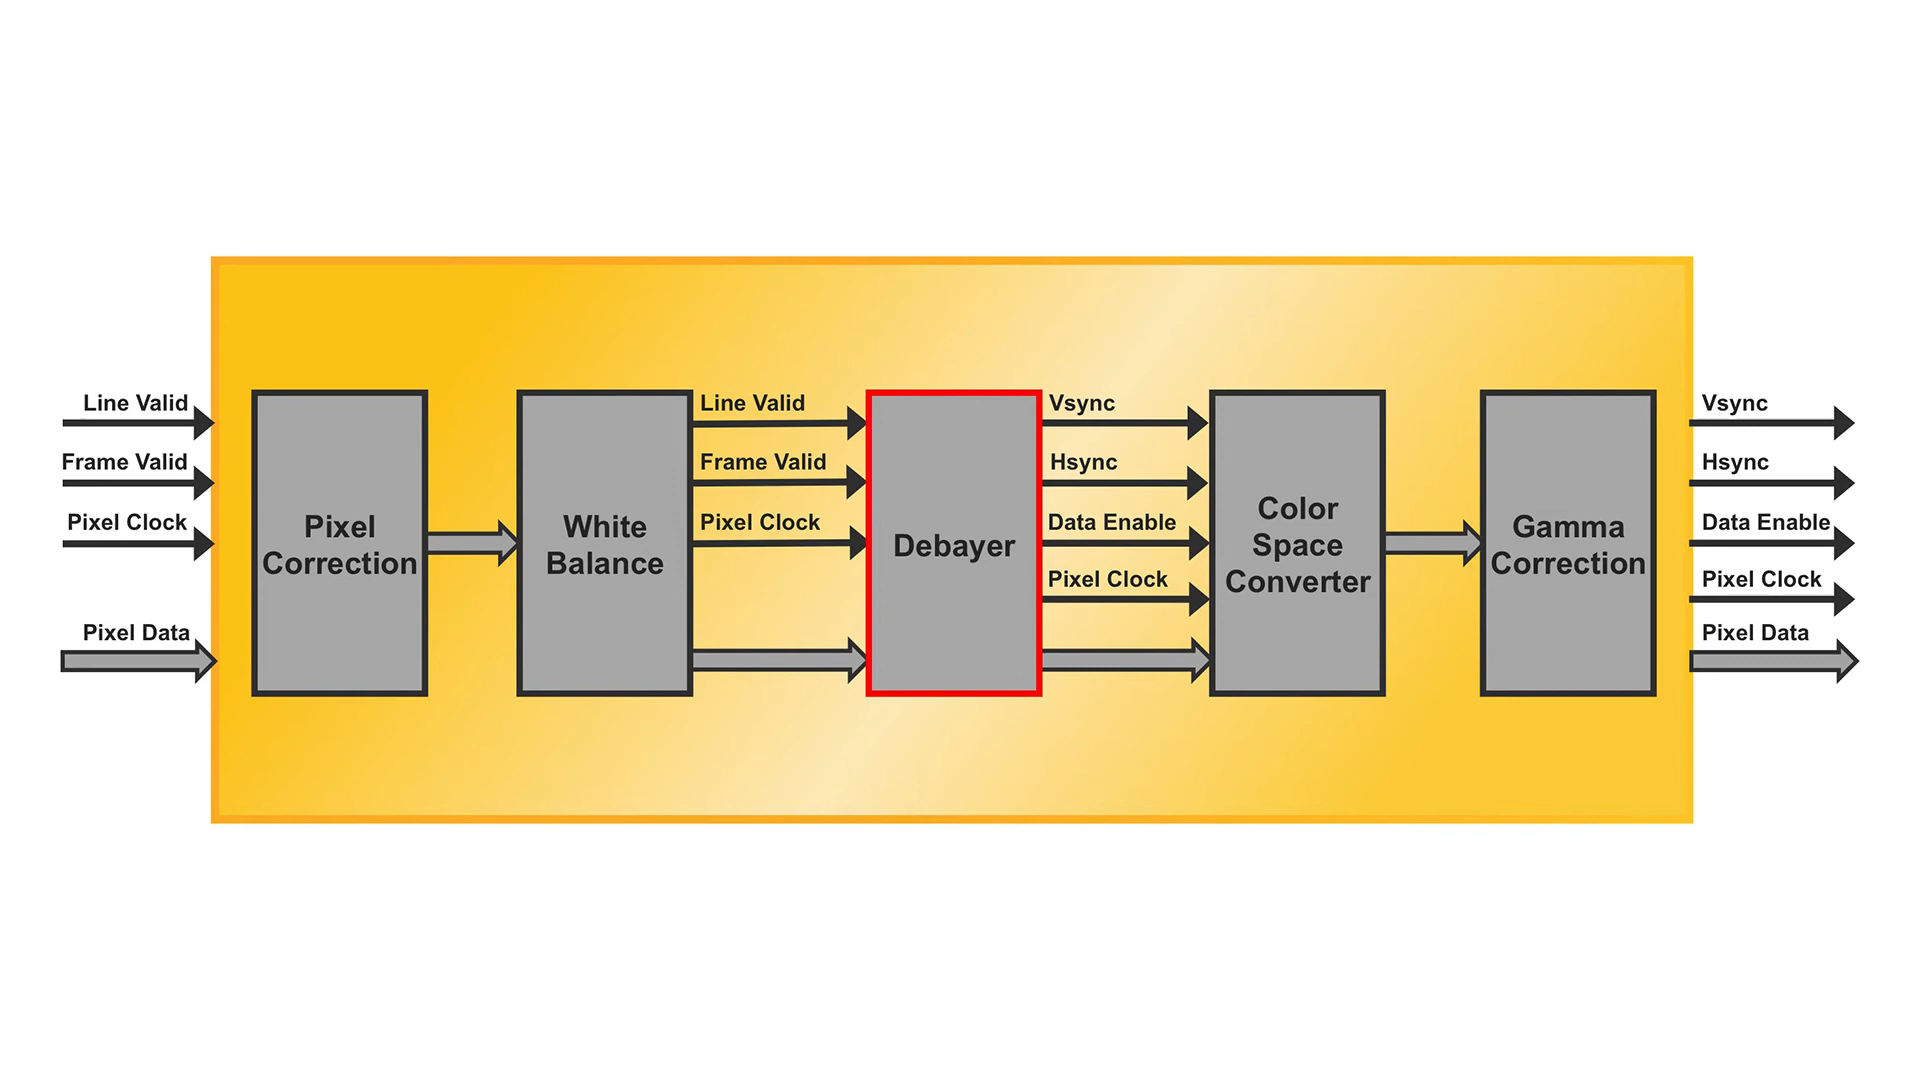 Line Valid
Frame Valid
Pixel Clock
Pixel Data
Pixel
Correction
White
Balance
Line Valid
Frame Valid
Pixel Clock
Debayer
Vsync
Hsync
Data Enable
Pixel Clock
Color
Space
Converter
Gamma
Correction
Vsync
Hsync
Data Enable
Pixel Clock
Pixel Data